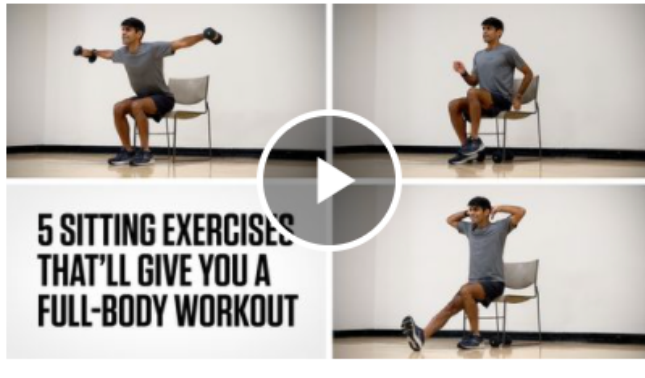 5 SITTING EXERCISES
THAT'LL GIVE YOU A
FULL-BODY WORKOUT